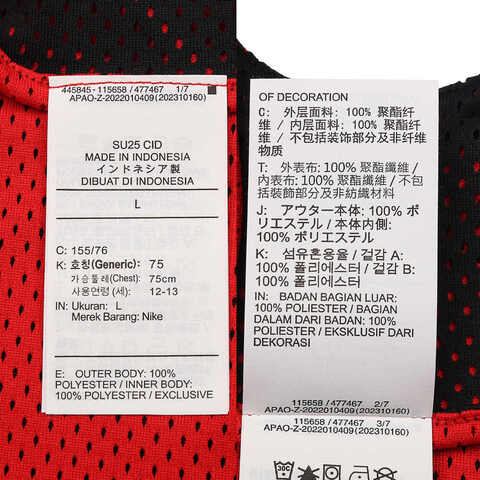 445845 - 115658 / 477467 1/7
APAO-Z-2022010409 (202310160)
SU25 CID
MADE IN INDONESIA
インドネシア製
DIBUAT DI INDONESIA
L
C: 155/76
K: 호칭(Generic): 75
가슴둘레(Chest): 75cm
사용연령 (세): 12-13
IN: Ukuran: L
Merek Barang: Nike
E: OUTER BODY: 100%
POLYESTER / INNER BODY:
100% POLYESTER / EXCLUSIVE
OF DECORATION
C: 外层面料: 100% 聚酯纤
维 / 内层面料: 100% 聚酯纤
维 / 不包括装饰部分及非纤维
物质
T: 外表布: 100% 聚酯纖維 /
內表布: 100% 聚酯纖維 / 不包
括裝飾部分及非紡織材料
J: アウター本体: 100% ポ
リエステル / インナー本体:
100% ポリエステル
K: 섬유혼용율 / 겉감 A:
100% 폴리에스터 / 겉감 B:
100% 폴리에스터
IN: BADAN BAGIAN LUAR:
100% POLIESTER / BAGIAN
DALAM DARI BADAN: 100%
POLIESTER / EKSKLUSIF DARI
DEKORASI
115658 / 477467 2/7
APAO-Z-2022010409 (202310160)
115658 / 477467 3/7
APAO-Z-2022010409 (202310160)
30C